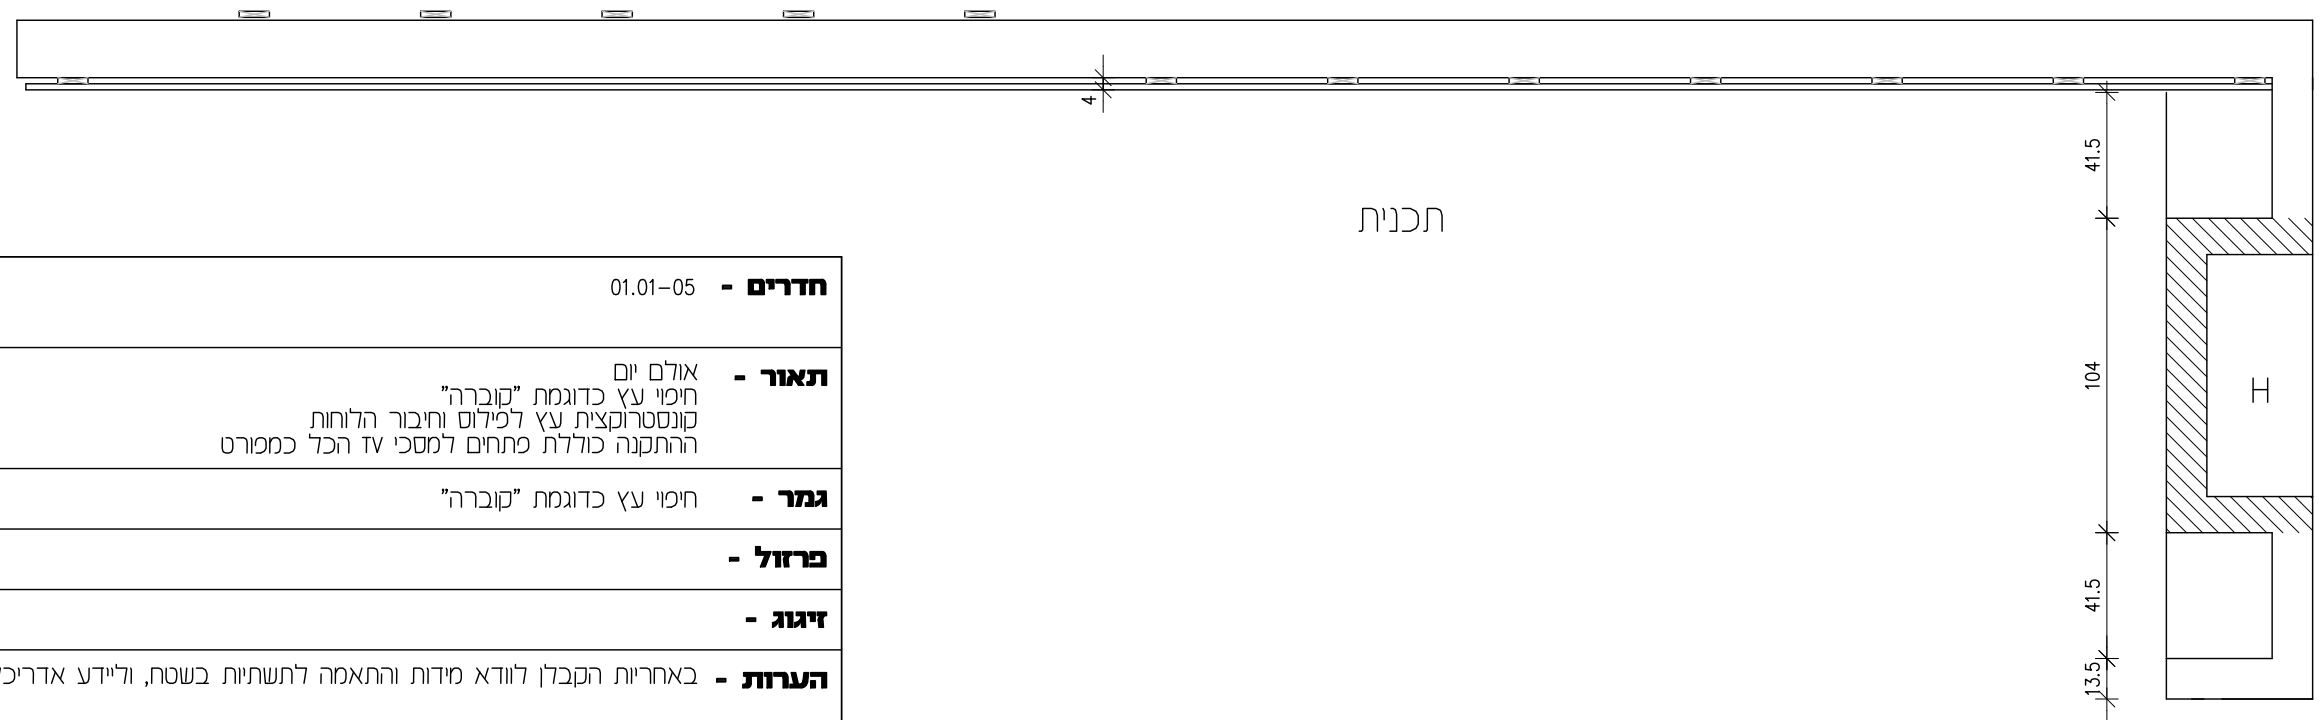 4
41.5
תכנית
חדרים - 01.01-05
תאור - אולם יום
חיפוי עץ כדוגמת "קוברה"
קונסטרוקצית עץ לפילוס וחיבור הלוחות
ההתקנה כוללת פתחים למסכי TV הכל כמפורט
104
H
גמר - חיפוי עץ כדוגמת "קוברה"
פרזול -
41.5
זיגוג -
הערות - באחריות הקבלן לוודא מידות והתאמה לתשתיות בשטח, וליידע אדריכל
13.5